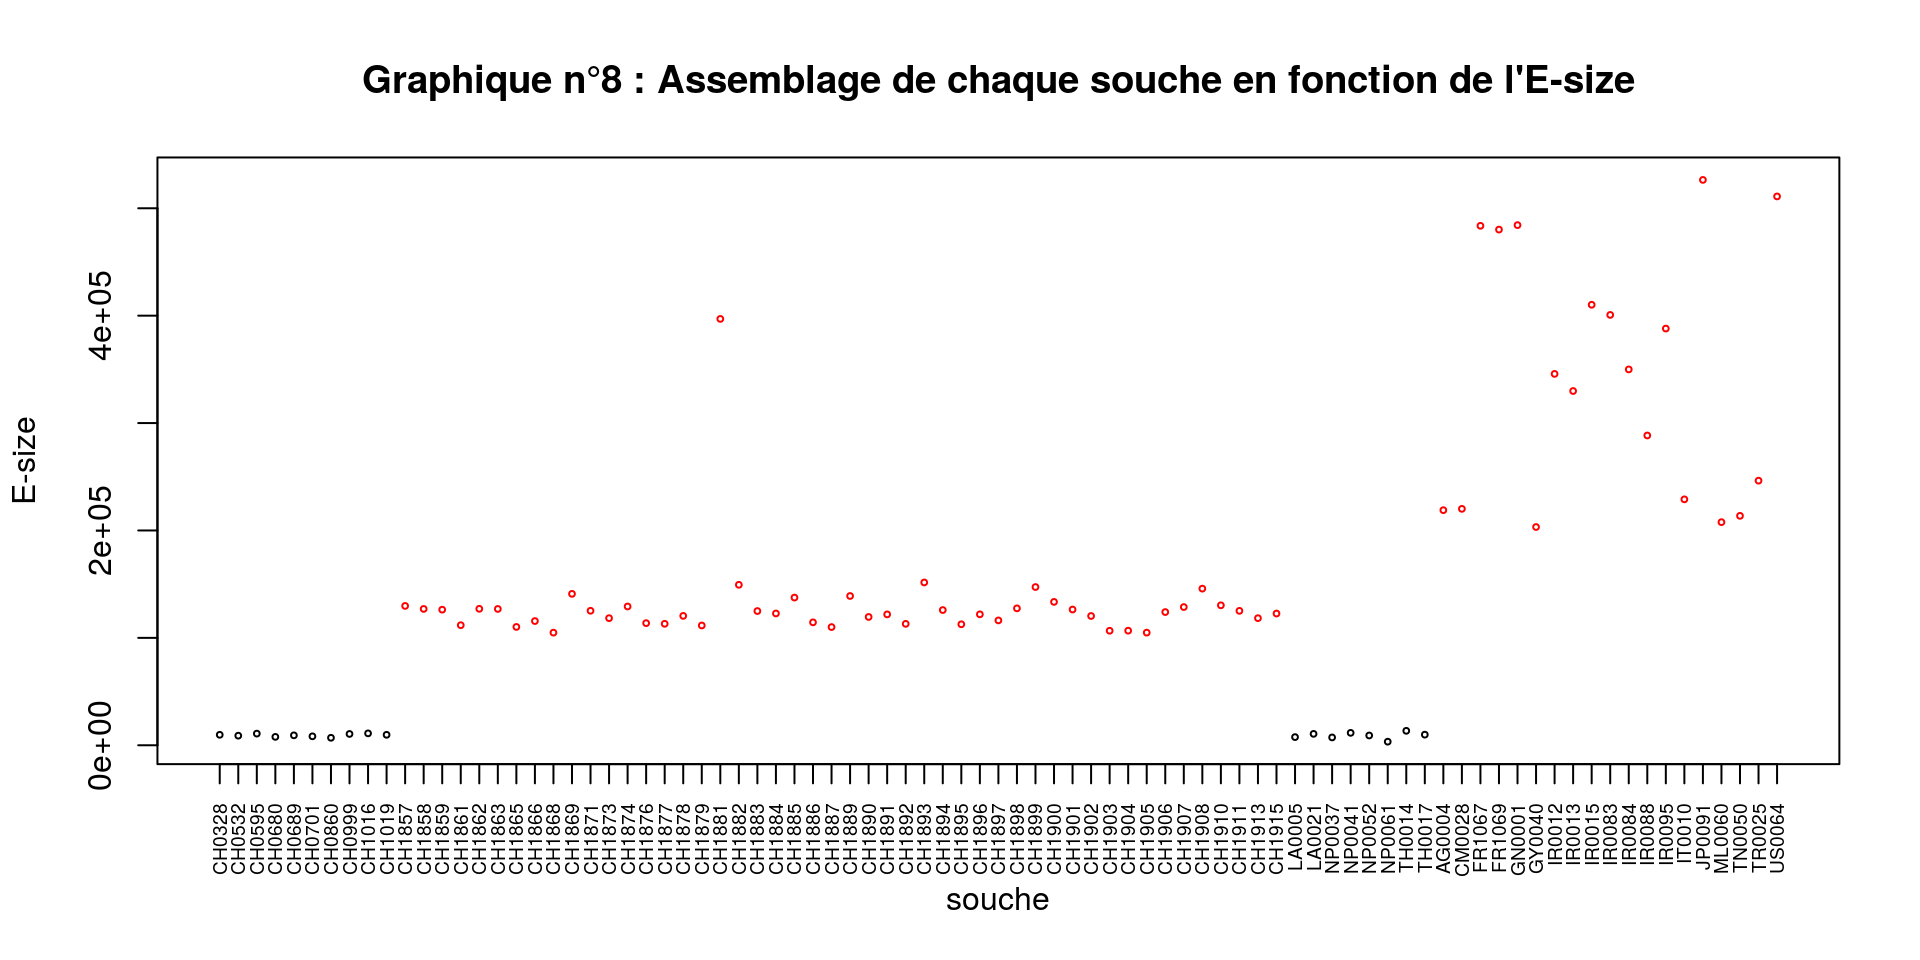 Graphique n°8 : Assemblage de chaque souche en fonction de l'E-size
E-size
4e+05
2e+05
0e+00
CH0328
CH0532
CH0595
CH0680
CH0689
CH0701
CH0860
CH0999
CH1016
CH1019
CH1857
CH1858
CH1859
CH1861
CH1862
CH1863
CH1865
CH1866
CH1868
CH1869
CH1871
CH1873
CH1874
CH1876
CH1877
CH1878
CH1879
CH1881
CH1882
CH1883
CH1884
CH1885
CH1886
CH1887
CH1889
CH1890
CH1891
CH1892
CH1893
CH1894
CH1895
CH1896
CH1897
CH1898
CH1899
CH1900
CH1901
CH1902
CH1903
CH1904
CH1905
CH1906
CH1907
CH1908
CH1910
CH1911
CH1913
CH1915
LA0005
LA0021
NP0037
NP0041
NP0052
NP0061
TH0014
TH0017
AG0004
CM0028
FR1067
FR1069
GN0001
GY0040
IR0012
IR0013
IR0015
IR0083
IR0084
IR0088
IR0095
IT0010
JP0091
ML0060
TN0050
TR0025
US0064
souche